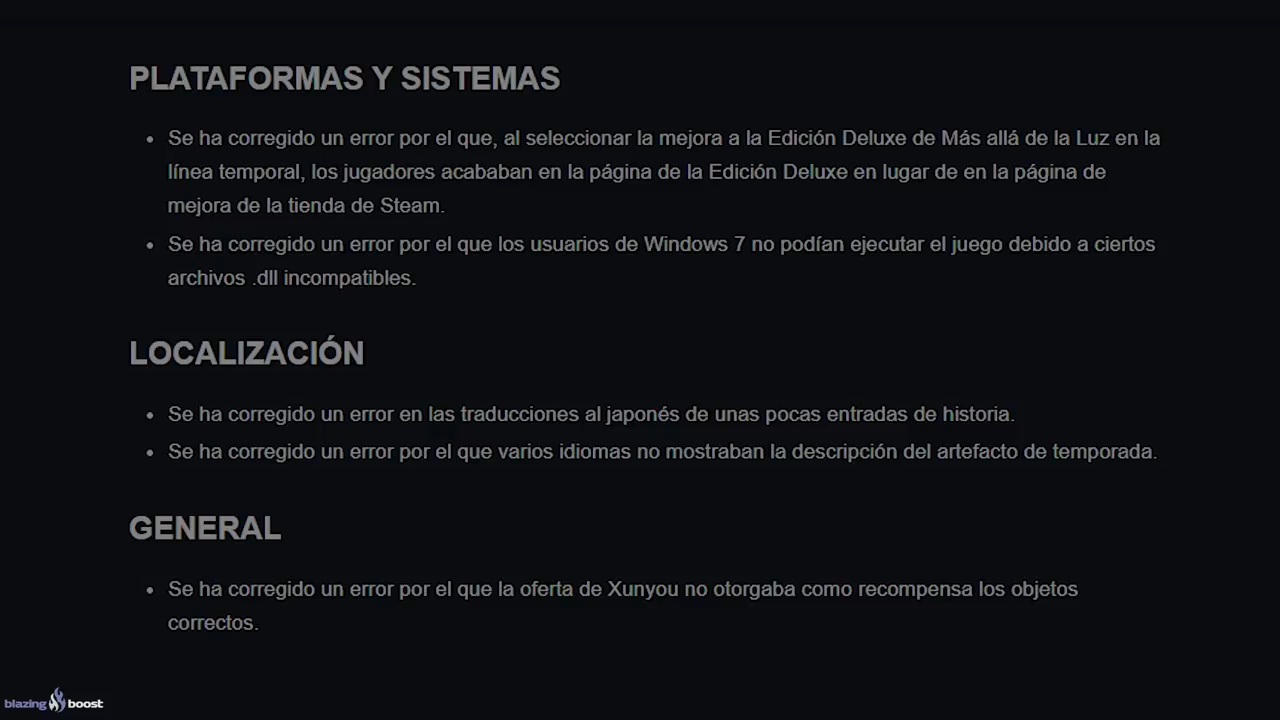 PLATAFORMAS Y SISTEMAS
• Se ha corregido un error por el que, al seleccionar la mejora a la Edición Deluxe de Más allá de la Luz en la
línea temporal, los jugadores acababan en la página de la Edición Deluxe en lugar de en la página de
mejora de la tienda de Steam.
• Se ha corregido un error por el que los usuarios de Windows 7 no podían ejecutar el juego debido a ciertos
archivos .dll incompatibles.
LOCALIZACIÓN
• Se ha corregido un error en las traducciones al japonés de unas pocas entradas de historia.
• Se ha corregido un error por el que varios idiomas no mostraban la descripción del artefacto de temporada.
GENERAL
• Se ha corregido un error por el que la oferta de Xunyou no otorgaba como recompensa los objetos
correctos.
blazing boost